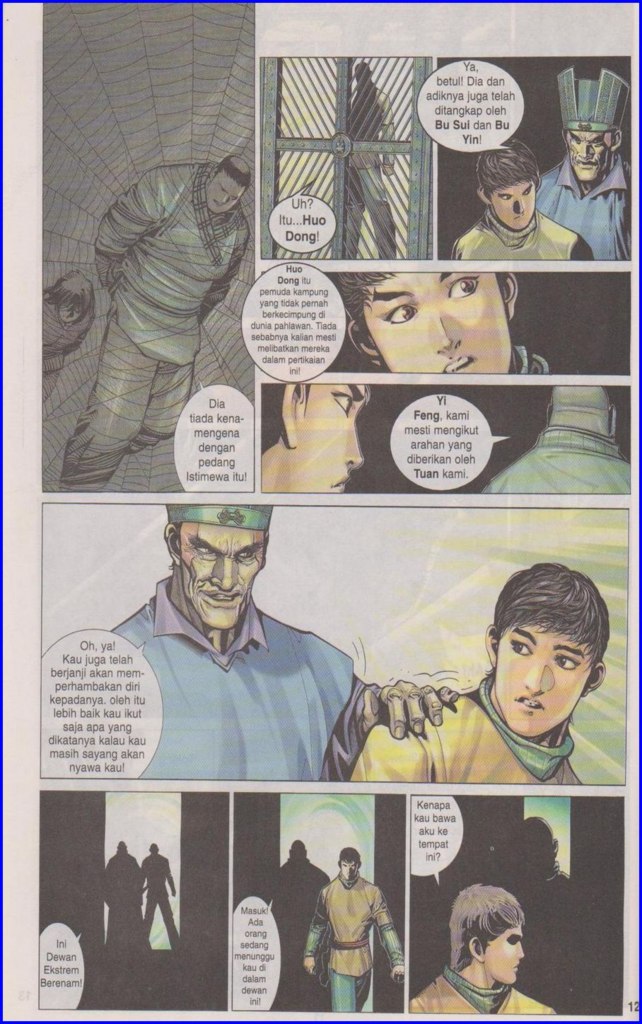 Uh?
Itu...Huo
Dong!
Ya,
betul! Dia dan
adiknya juga telah
ditangkap oleh
Bu Sui dan Bu
Yin!
Huo
Dong itu
pemuda kampung
yang tidak pernah
berkecimpung di
dunia pahlawan. Tiada
sebabnya kalian mesti
melibatkan mereka
dalam pertikaian
ini!
Dia
tiada kena-
mengena
dengan
pedang
Istimewa itu!
Yi
Feng, kami
mesti mengikut
arahan yang
diberikan oleh
Tuan kami.
Oh, ya!
Kau juga telah
berjanji akan mem-
perhambakan diri
kepadanya. oleh itu
lebih baik kau ikut
saja apa yang
dikatanya kalau kau
masih sayang akan
nyawa kau!
Ini
Dewan
Ekstrem
Berenam!
Masuk!
Ada
orang
sedang
menunggu
kau di
dalam
dewan
ini!
Kenapa
kau bawa
aku ke
tempat
ini?
12